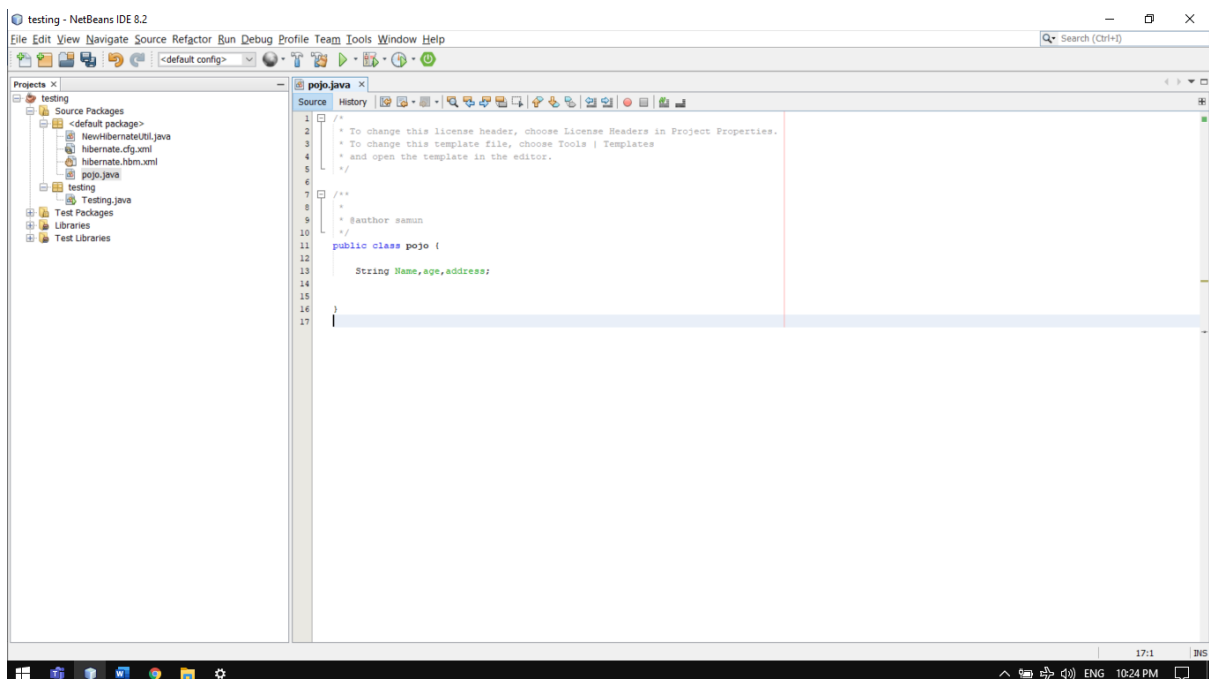 testing - NetBeans IDE 8.2
File Edit View Navigate Source Refactor Run Debug Profile Team Tools Window Help
Search (Ctrl+I)
<default config>
Projects
pojo.java
testing
Source Packages
<default package>
NewHibernateUtil.java
hibernate.cfg.xml
hibernate.hbm.xml
pojo.java
testing
Testing.java
Test Packages
Libraries
Test Libraries
Source History
1 /*
2 * To change this license header, choose License Headers in Project Properties.
3 * To change this template file, choose Tools | Templates
4 * and open the template in the editor.
5 */
6
7 /**
8 *
9 * @author samun
10 */
11 public class pojo {
12
13 String Name,age,address;
14
15
16 }
17
17:1 INS
ENG 10:24 PM